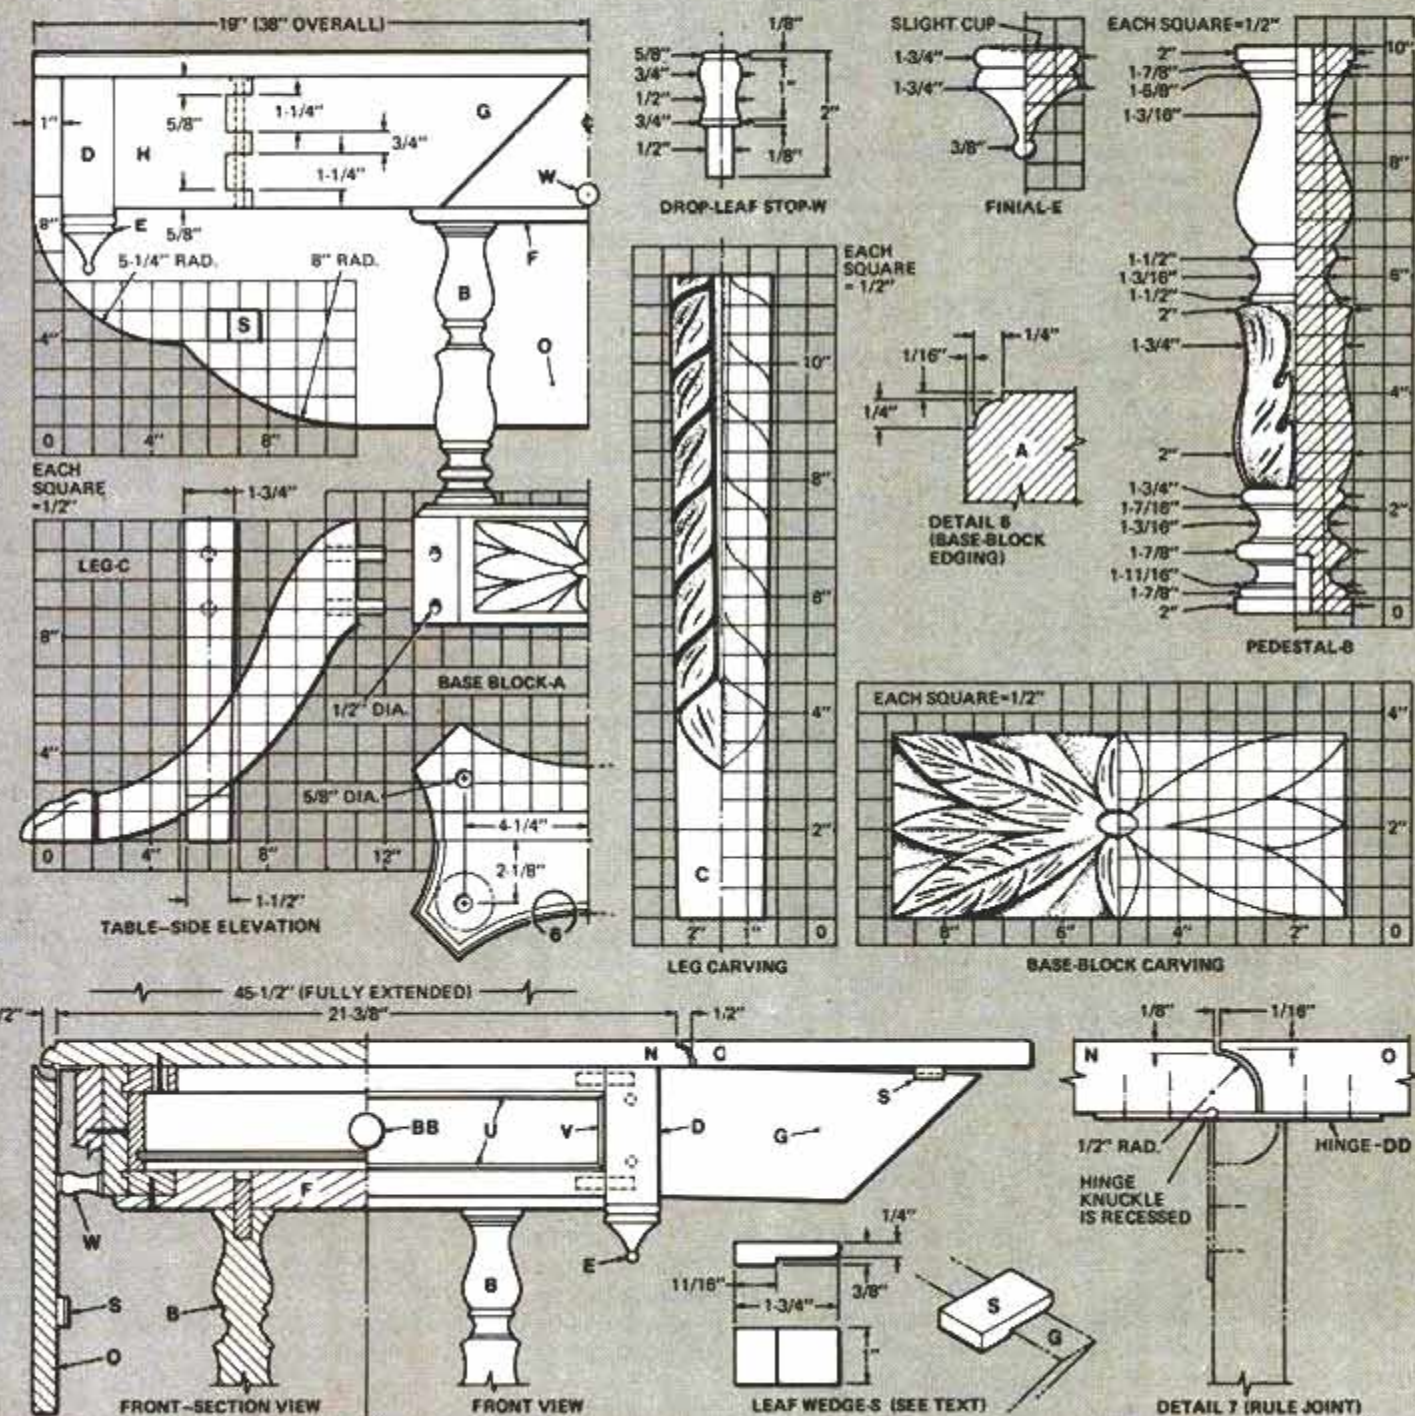 19" (38" OVERALL)
1"
5/8"
1-1/4"
3/4"
1-1/4"
5/8"
D
H
G
W
E
F
B
O
S
8"
5-1/4" RAD.
8" RAD.
4"
0
4"
8"
EACH
SQUARE
=1/2"
1-3/4"
LEG-C
8"
4"
0
4"
8"
12"
1-1/2"
TABLE–SIDE ELEVATION
BASE BLOCK-A
1/2" DIA.
5/8" DIA.
4-1/4"
2-1/8"
6
1/8"
5/8"
3/4"
1/2"
3/4"
1/2"
1"
2"
1/8"
DROP-LEAF STOP-W
SLIGHT CUP
1-3/4"
1-3/4"
3/8"
FINIAL-E
EACH
SQUARE
= 1/2"
10"
8"
6"
4"
2"
C
2"
1"
0
LEG CARVING
1/4"
1/16"
1/4"
A
DETAIL 6
(BASE-BLOCK
EDGING)
EACH SQUARE=1/2"
2"
1-7/8"
1-5/8"
1-3/16"
1-1/2"
1-3/16"
1-1/2"
2"
1-3/4"
2"
1-3/4"
1-7/16"
1-3/16"
1-7/8"
1-11/16"
1-7/8"
2"
10"
8"
6"
4"
2"
0
PEDESTAL-B
EACH SQUARE=1/2"
4"
2"
8"
6"
4"
2"
0
BASE-BLOCK CARVING
45-1/2" (FULLY EXTENDED)
21-3/8"
1/2"
N
O
S
BB
U
V
D
G
F
W
E
B
B
S
O
FRONT–SECTION VIEW
FRONT VIEW
1/4"
11/16"
3/8"
1-3/4"
S
G
LEAF WEDGE-S (SEE TEXT)
1/8"
1/16"
N
O
1/2" RAD.
HINGE-DD
HINGE
KNUCKLE
IS RECESSED
DETAIL 7 (RULE JOINT)